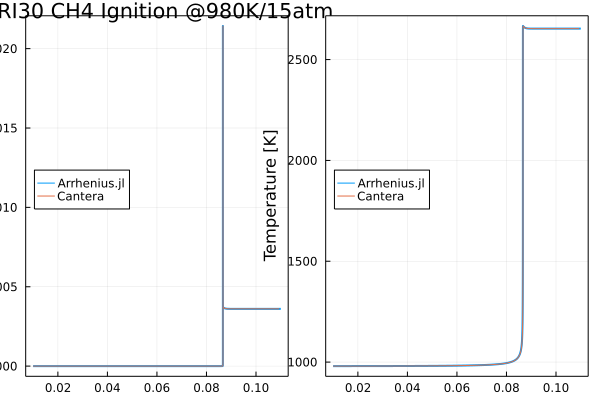 RI30 CH4 Ignition @980K/15atm
020
015
010
005
000
Arrhenius.jl
Cantera
0.02 0.04 0.06 0.08 0.10
Temperature [K]
2500
2000
1500
1000
Arrhenius.jl
Cantera
0.02 0.04 0.06 0.08 0.10